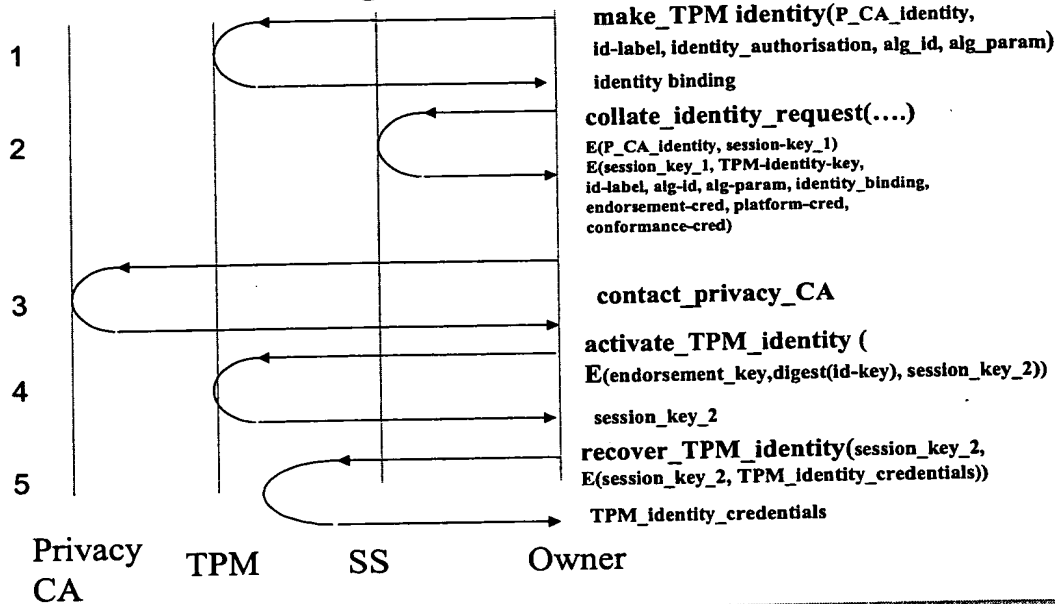 1
make_TPM identity(P_CA_identity,
id-label, identity_authorisation, alg_id, alg_param)
identity binding
2
collate_identity_request(....)
E(P_CA_identity, session-key_1)
E(session_key_1, TPM-identity-key,
id-label, alg-id, alg-param, identity_binding,
endorsement-cred, platform-cred,
conformance-cred)
3
contact_privacy_CA
4
activate_TPM_identity (
E(endorsement_key,digest(id-key), session_key_2))
session_key_2
5
recover_TPM_identity(session_key_2,
E(session_key_2, TPM_identity_credentials))
TPM_identity_credentials
Privacy
CA
TPM
SS
Owner